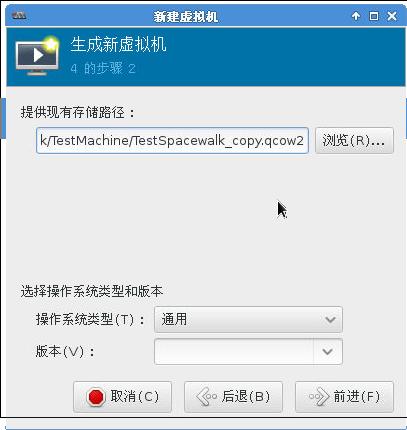 新建虚拟机
生成新虚拟机
4 的步骤 2
提供现有存储路径：
k/TestMachine/TestSpacewalk_copy.qcow2 浏览(R)...
选择操作系统类型和版本
操作系统类型(T)： 通用
版本(V)：
取消(C) 后退(B) 前进(F)